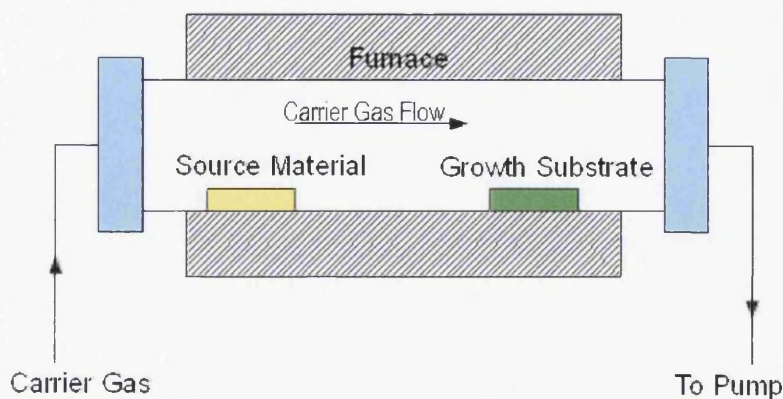 Furnace
Carrier Gas Flow
Source Material
Growth Substrate
Carrier Gas
To Pump